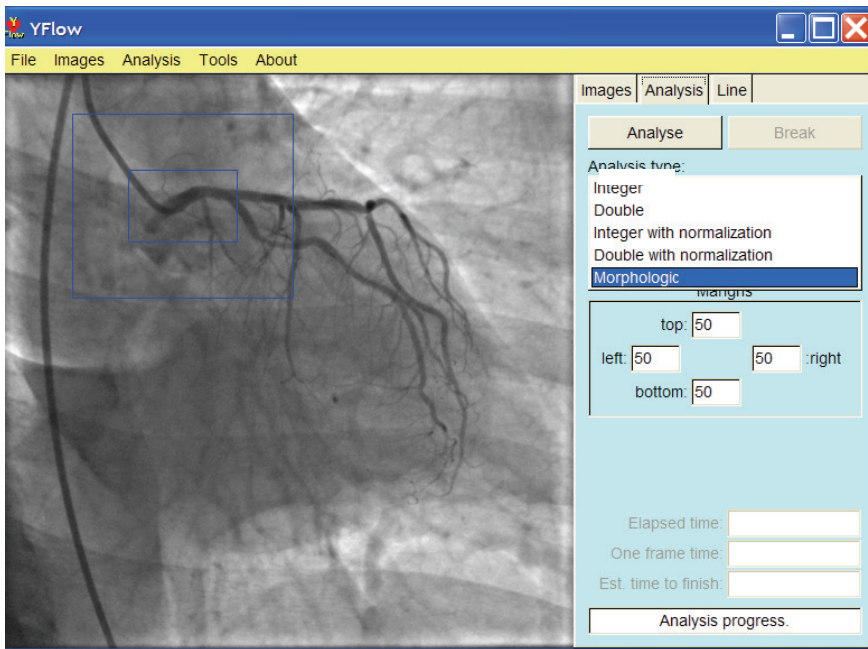 YFlow
File Images Analysis Tools About
Images Analysis Line
Analyse Break
Analysis type:
Integer
Double
Integer with normalization
Double with normalization
Morphologic
Marigns
top: 50
left: 50 50 :right
bottom: 50
Elapsed time:
One frame time:
Est. time to finish:
Analysis progress.